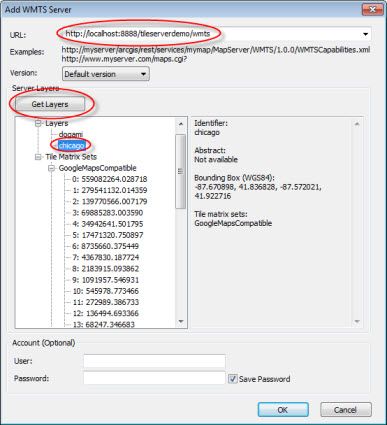 Add WMTS Server
URL: http://localhost:8888/tileserverdemo/wmts
Examples: http://myserver/arcgis/rest/services/mymap/MapServer/WMTS/1.0.0/WMTSCapabilities.xml
http://www.myserver.com/maps.cgi?
Version: Default version
Server Layers
Get Layers
Layers
dogami
chicago
Tile Matrix Sets
GoogleMapsCompatible
0: 559082264.028718
1: 279541132.014359
2: 139770566.007179
3: 69885283.003590
4: 34942641.501795
5: 17471320.750897
6: 8735660.375449
7: 4367830.187724
8: 2183915.093862
9: 1091957.546931
10: 545978.773466
11: 272989.386733
12: 136494.693366
13: 68247.346683
Identifier:
chicago
Abstract:
Not available
Bounding Box (WGS84):
-87.670898, 41.836828, -87.572021,
41.922716
Tile matrix sets:
GoogleMapsCompatible
Account (Optional)
User:
Password:
Save Password
OK
Cancel